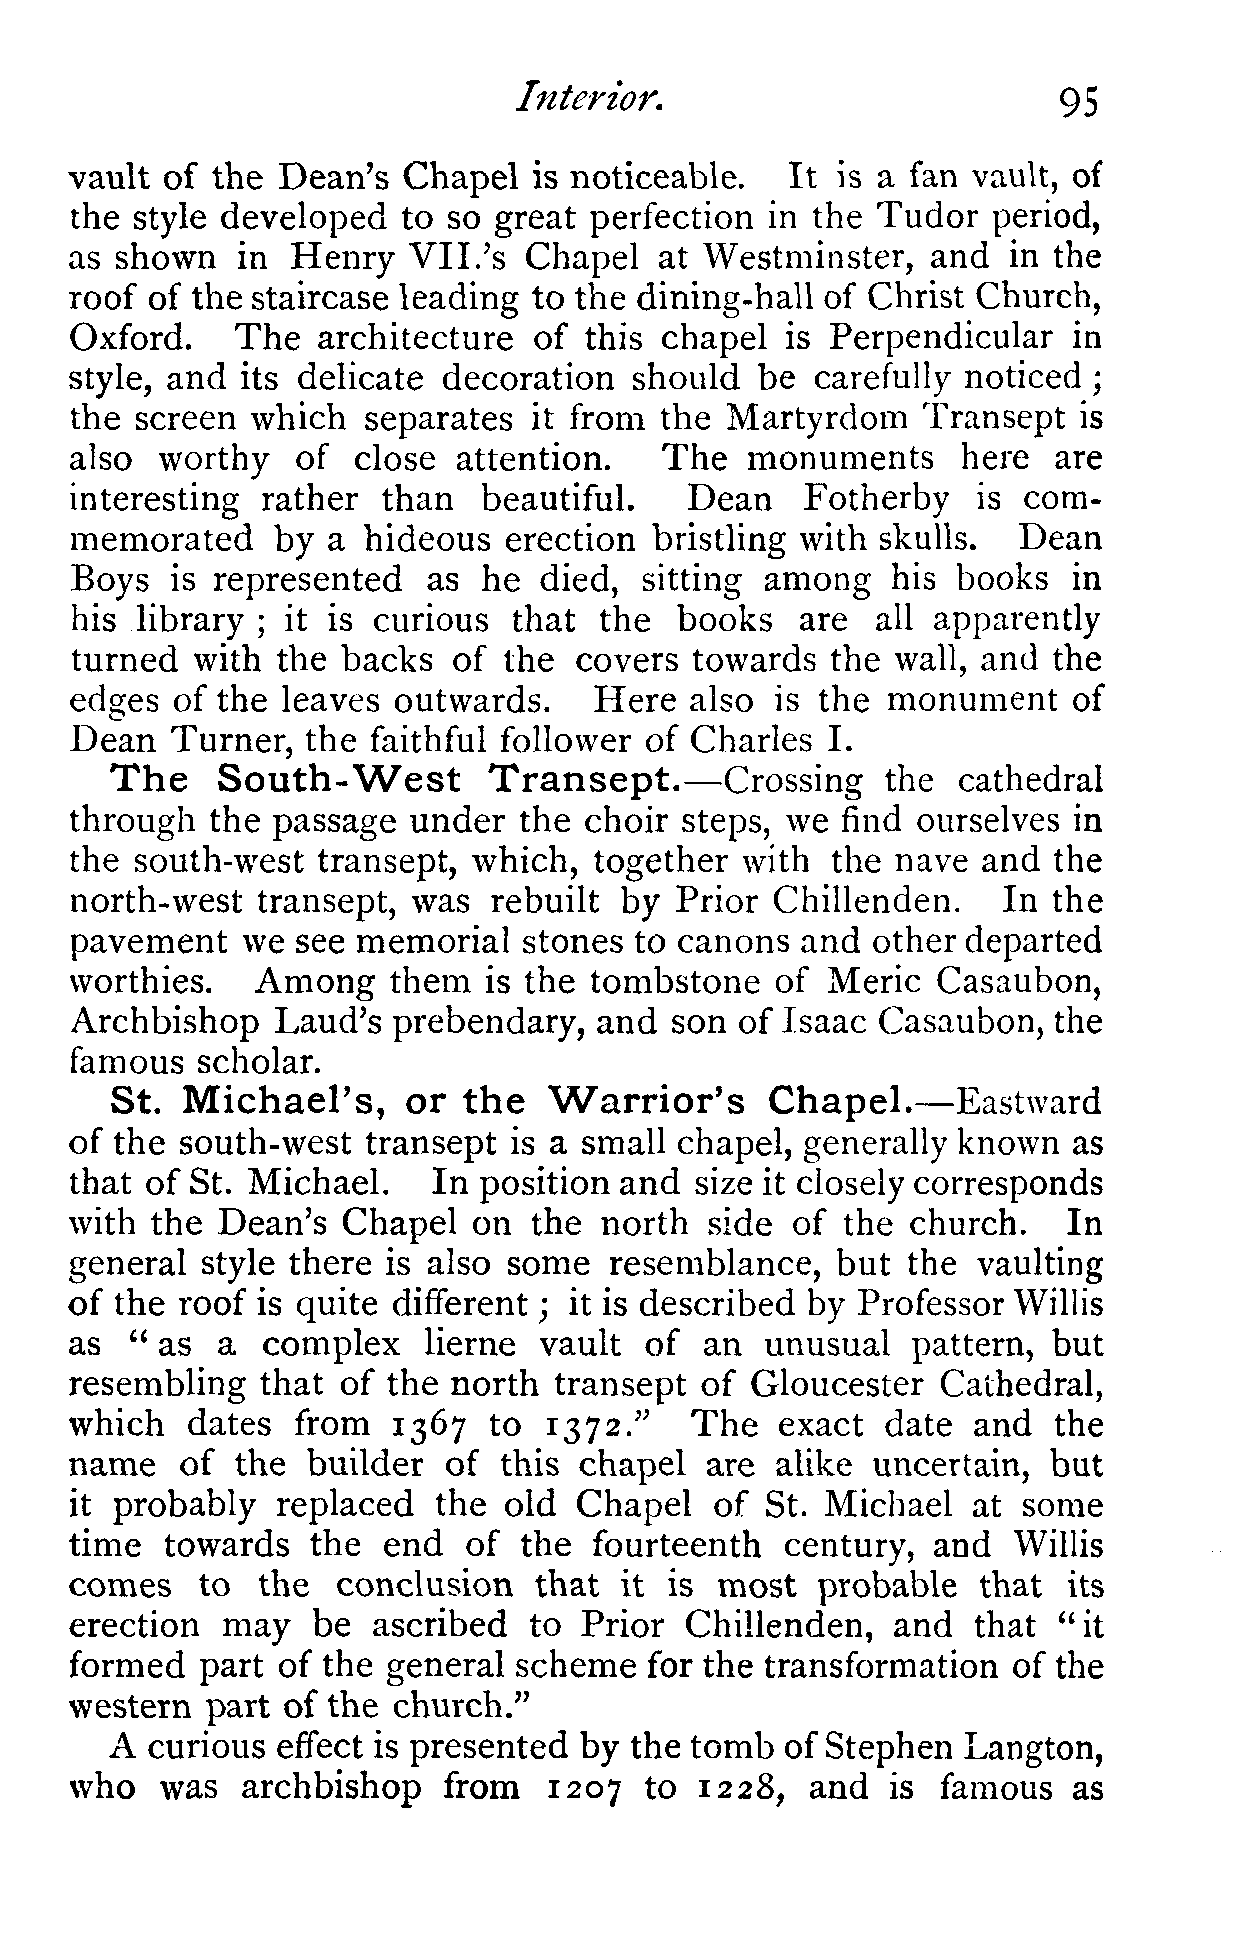 Interior. 95
vault of the Dean's Chapel is noticeable. It is a fan vault, of
the style developed to so great perfection in the Tudor period,
as shown in Henry VII.'s Chapel at Westminster, and in the
roof of the staircase leading to the dining-hall of Christ Church,
Oxford. The architecture of this chapel is Perpendicular in
style, and its delicate decoration should be carefully noticed ;
the screen which separates it from the Martyrdom Transept is
also worthy of close attention. The monuments here are
interesting rather than beautiful. Dean Fotherby is com-
memorated by a hideous erection bristling with skulls. Dean
Boys is represented as he died, sitting among his books in
his library ; it is curious that the books are all apparently
turned with the backs of the covers towards the wall, and the
edges of the leaves outwards. Here also is the monument of
Dean Turner, the faithful follower of Charles I.
The South-West Transept.—Crossing the cathedral
through the passage under the choir steps, we find ourselves in
the south-west transept, which, together with the nave and the
north-west transept, was rebuilt by Prior Chillenden. In the
pavement we see memorial stones to canons and other departed
worthies. Among them is the tombstone of Meric Casaubon,
Archbishop Laud's prebendary, and son of Isaac Casaubon, the
famous scholar.
St. Michael's, or the Warrior's Chapel.—Eastward
of the south-west transept is a small chapel, generally known as
that of St. Michael. In position and size it closely corresponds
with the Dean's Chapel on the north side of the church. In
general style there is also some resemblance, but the vaulting
of the roof is quite different ; it is described by Professor Willis
as “ as a complex lierne vault of an unusual pattern, but
resembling that of the north transept of Gloucester Cathedral,
which dates from 1367 to 1372.” The exact date and the
name of the builder of this chapel are alike uncertain, but
it probably replaced the old Chapel of St. Michael at some
time towards the end of the fourteenth century, and Willis
comes to the conclusion that it is most probable that its
erection may be ascribed to Prior Chillenden, and that “ it
formed part of the general scheme for the transformation of the
western part of the church.”
A curious effect is presented by the tomb of Stephen Langton,
who was archbishop from 1207 to 1228, and is famous as